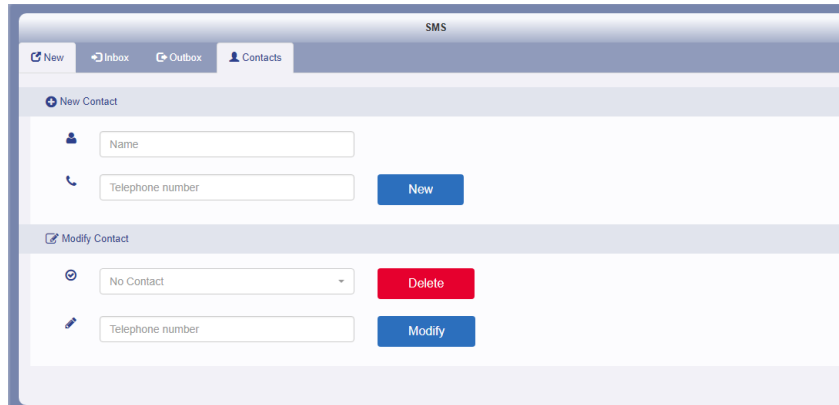 SMS
New Inbox Outbox Contacts
New Contact
Name
Telephone number New
Modify Contact
No Contact Delete
Telephone number Modify